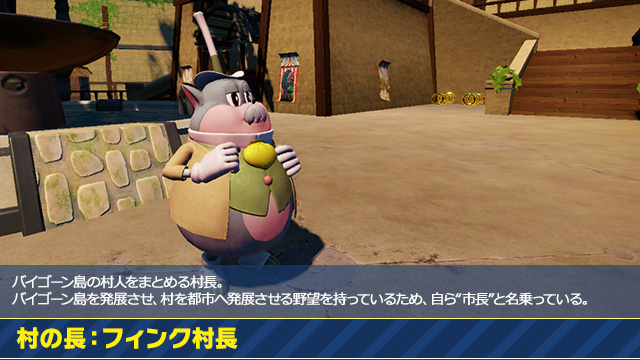 バイゴーン島の村人をまとめる村長。
バイゴーン島を発展させ、村を都市へ発展させる野望を持っているため、自ら“市長”と名乗っている。
村の長：フィンク村長